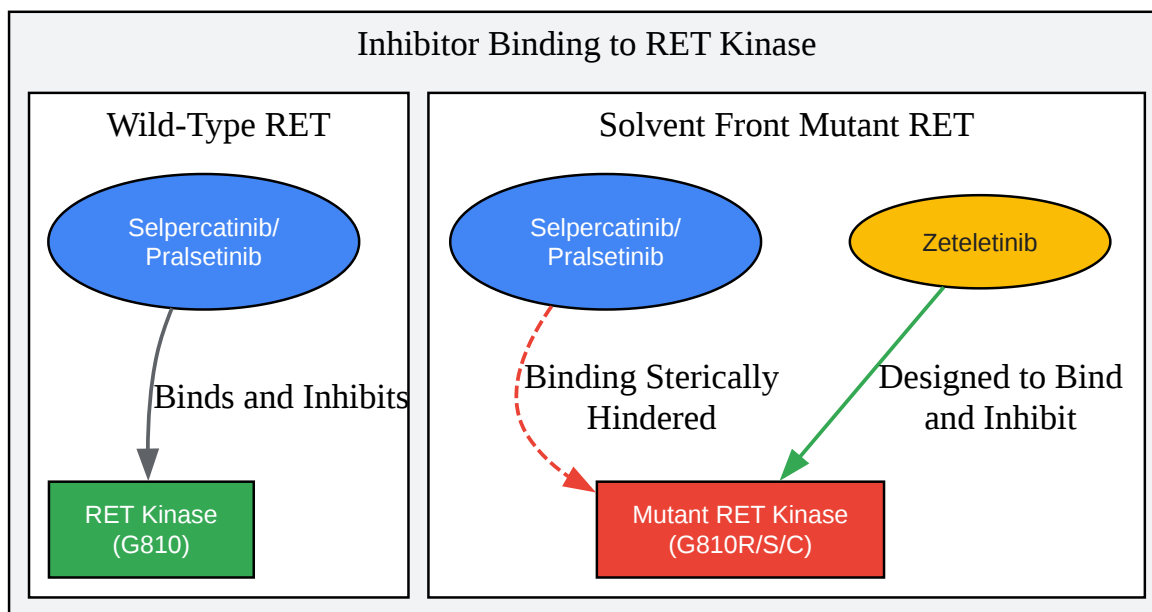 Inhibitor Binding to RET Kinase
Wild-Type RET
Selpercatinib/
Pralsetinib
Binds and Inhibits
RET Kinase
(G810)
Solvent Front Mutant RET
Selpercatinib/
Pralsetinib
Zeteletinib
Binding Sterically
Hindered
Designed to Bind
and Inhibit
Mutant RET Kinase
(G810R/S/C)